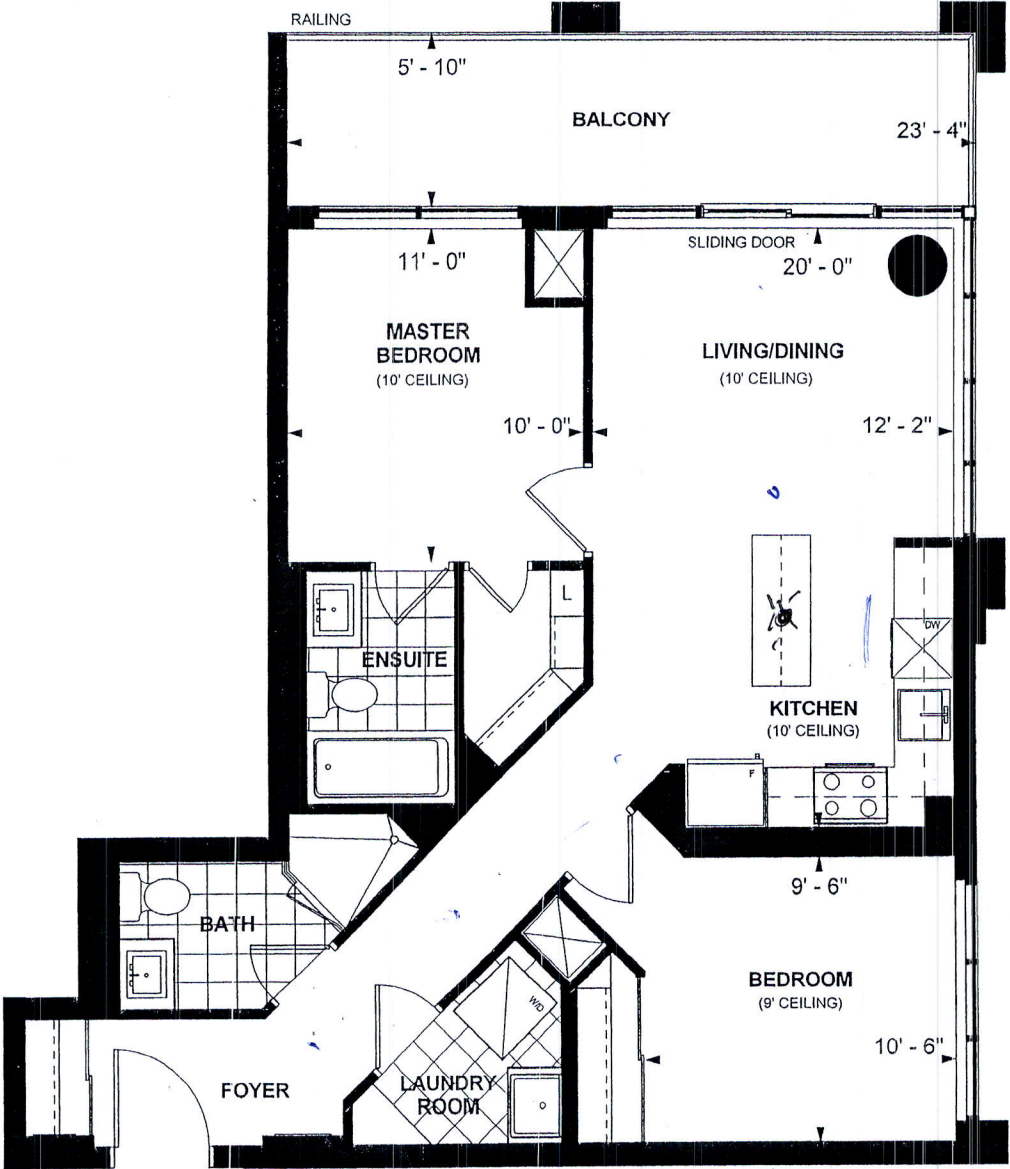 RAILING
5' - 10"
BALCONY
23' - 4"
11' - 0"
SLIDING DOOR
20' - 0"
MASTER
BEDROOM
(10' CEILING)
LIVING/DINING
(10' CEILING)
10' - 0"
12' - 2"
L
DW
ENSUITE
KITCHEN
(10' CEILING)
R
F
9' - 6"
BATH
BEDROOM
(9' CEILING)
W/D
10' - 6"
FOYER
LAUNDRY
ROOM